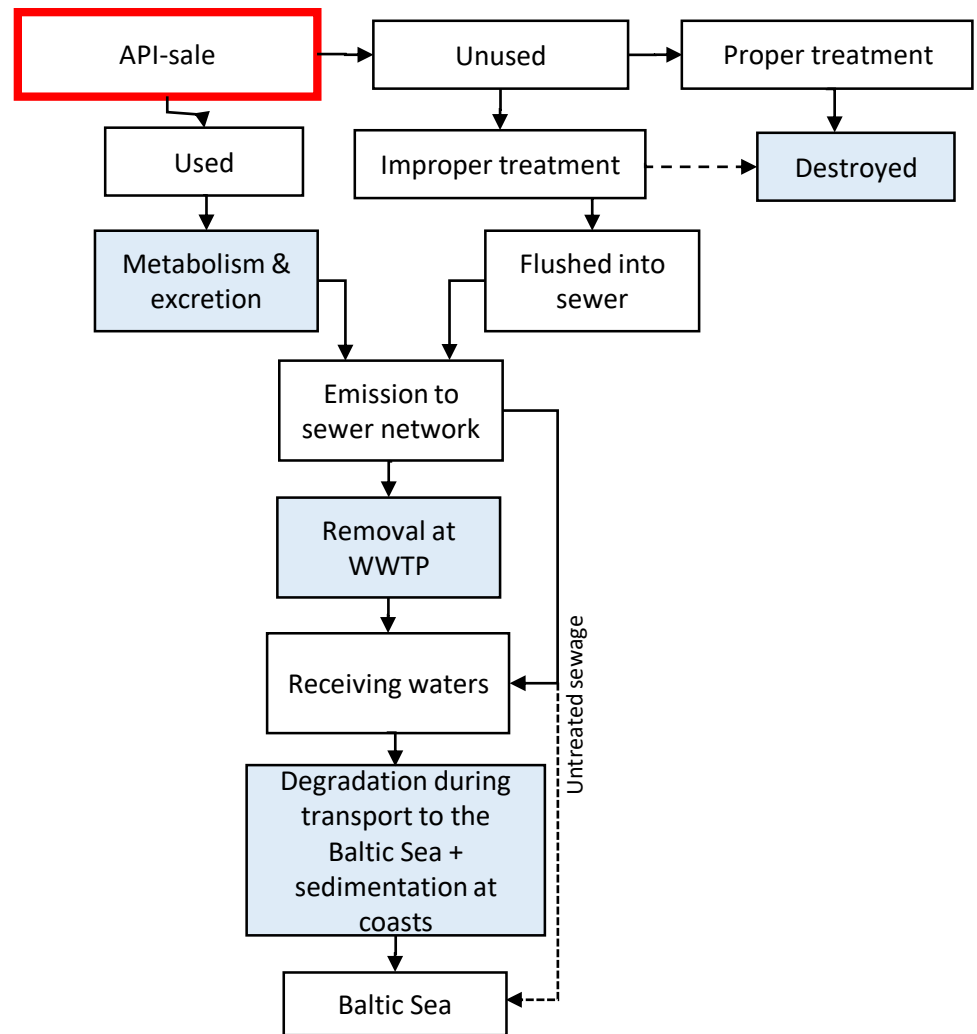 API-sale
Unused
Proper treatment
Used
Improper treatment
Destroyed
Metabolism &
excretion
Flushed into
sewer
Emission to
sewer network
Removal at
WWTP
Receiving waters
Untreated sewage
Degradation during
transport to the
Baltic Sea +
sedimentation at
coasts
Baltic Sea